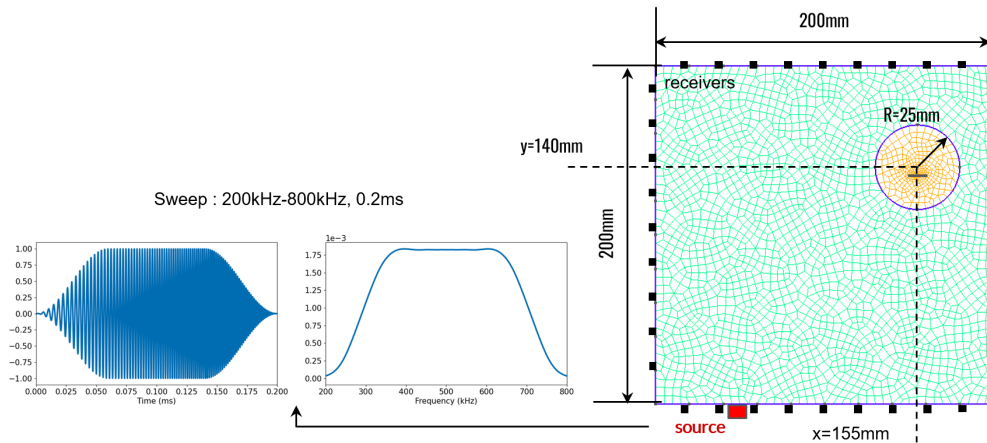 200mm
receivers
R=25mm
y=140mm
200mm
Sweep : 200kHz-800kHz, 0.2ms
1e−3
1.00
0.75
0.50
0.25
0.00
−0.25
−0.50
−0.75
−1.00
0.000 0.025 0.050 0.075 0.100 0.125 0.150 0.175 0.200
Time (ms)
1.75
1.50
1.25
1.00
0.75
0.50
0.25
0.00
200 300 400 500 600 700 800
Frequency (kHz)
source
x=155mm